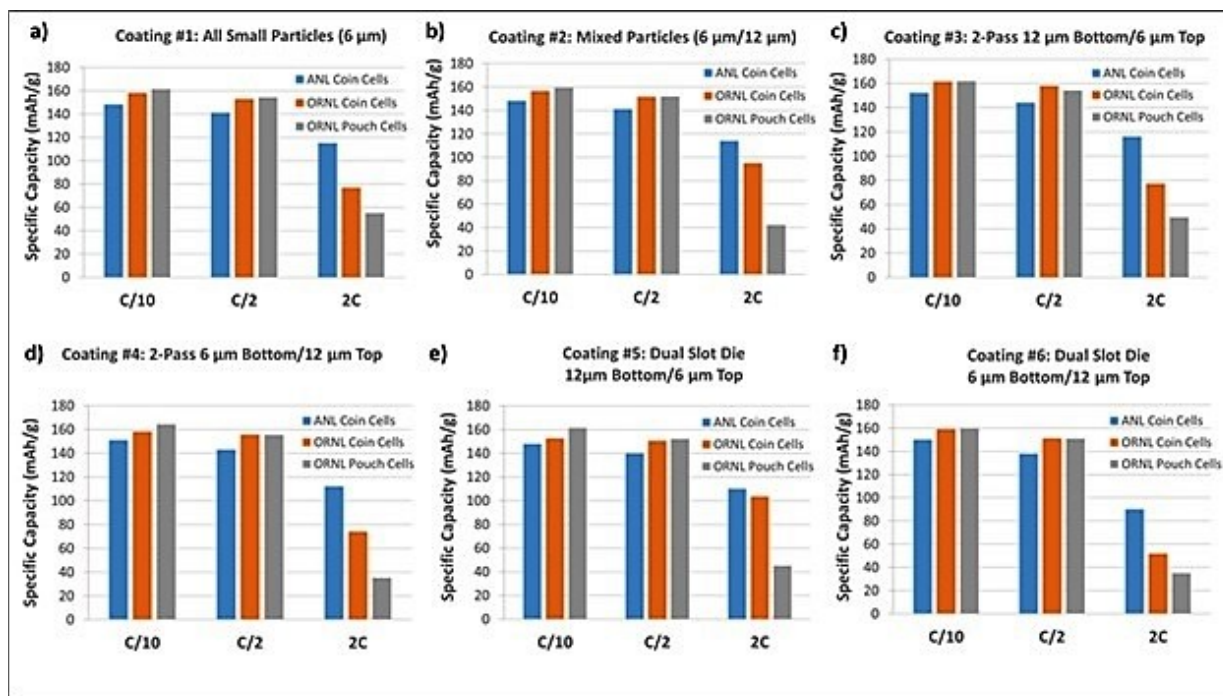 a)
Coating #1: All Small Particles (6 µm)
Specific Capacity (mAh/g)
180
160
140
120
100
80
60
40
20
0
ANL Coin Cells
ORNL Coin Cells
ORNL Pouch Cells
C/10 C/2 2C
b)
Coating #2: Mixed Particles (6 µm/12 µm)
Specific Capacity (mAh/g)
180
160
140
120
100
80
60
40
20
0
ANL Coin Cells
ORNL Coin Cells
ORNL Pouch Cells
C/10 C/2 2C
c)
Coating #3: 2-Pass 12 µm Bottom/6 µm Top
Specific Capacity (mAh/g)
180
160
140
120
100
80
60
40
20
0
ANL Coin Cells
ORNL Coin Cells
ORNL Pouch Cells
C/10 C/2 2C
d)
Coating #4: 2-Pass 6 µm Bottom/12 µm Top
Specific Capacity (mAh/g)
180
160
140
120
100
80
60
40
20
0
ANL Coin Cells
ORNL Coin Cells
ORNL Pouch Cells
C/10 C/2 2C
e)
Coating #5: Dual Slot Die
12µm Bottom/6 µm Top
Specific Capacity (mAh/g)
180
160
140
120
100
80
60
40
20
0
ANL Coin Cells
ORNL Coin Cells
ORNL Pouch Cells
C/10 C/2 2C
f)
Coating #6: Dual Slot Die
6 µm Bottom/12 µm Top
Specific Capacity (mAh/g)
180
160
140
120
100
80
60
40
20
0
ANL Coin Cells
ORNL Coin Cells
ORNL Pouch Cells
C/10 C/2 2C